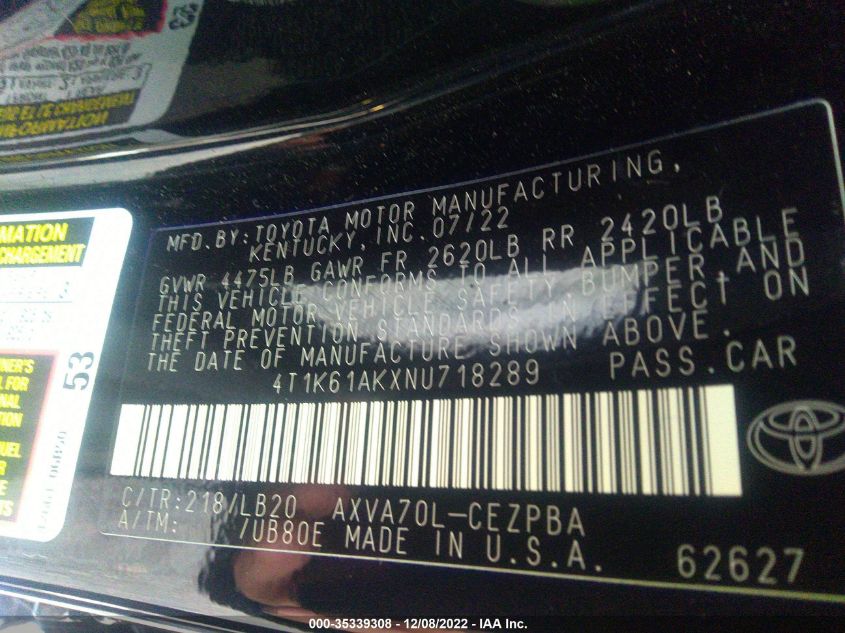 MFD.BY:TOYOTA MOTOR MANUFACTURING,
KENTUCKY, INC. 07/22
GVWR 4475LB GAWR FR 2620LB RR 2420LB
THIS VEHICLE CONFORMS TO ALL APPLICABLE
FEDERAL MOTOR VEHICLE SAFETY BUMPER,AND
THEFT PREVENTION STANDARDS IN EFFECT ON
THE DATE OF MANUFACTURE SHOWN ABOVE.
4T1K61AKXNU718289 PASS.CAR
C/TR:218/LB20 AXVA70L-CEZPBA
A/TM: /UB80E MADE IN U.S.A.
62627
MATION
CHARGEMENT
53
000-35339308 - 12/08/2022 - IAA Inc.